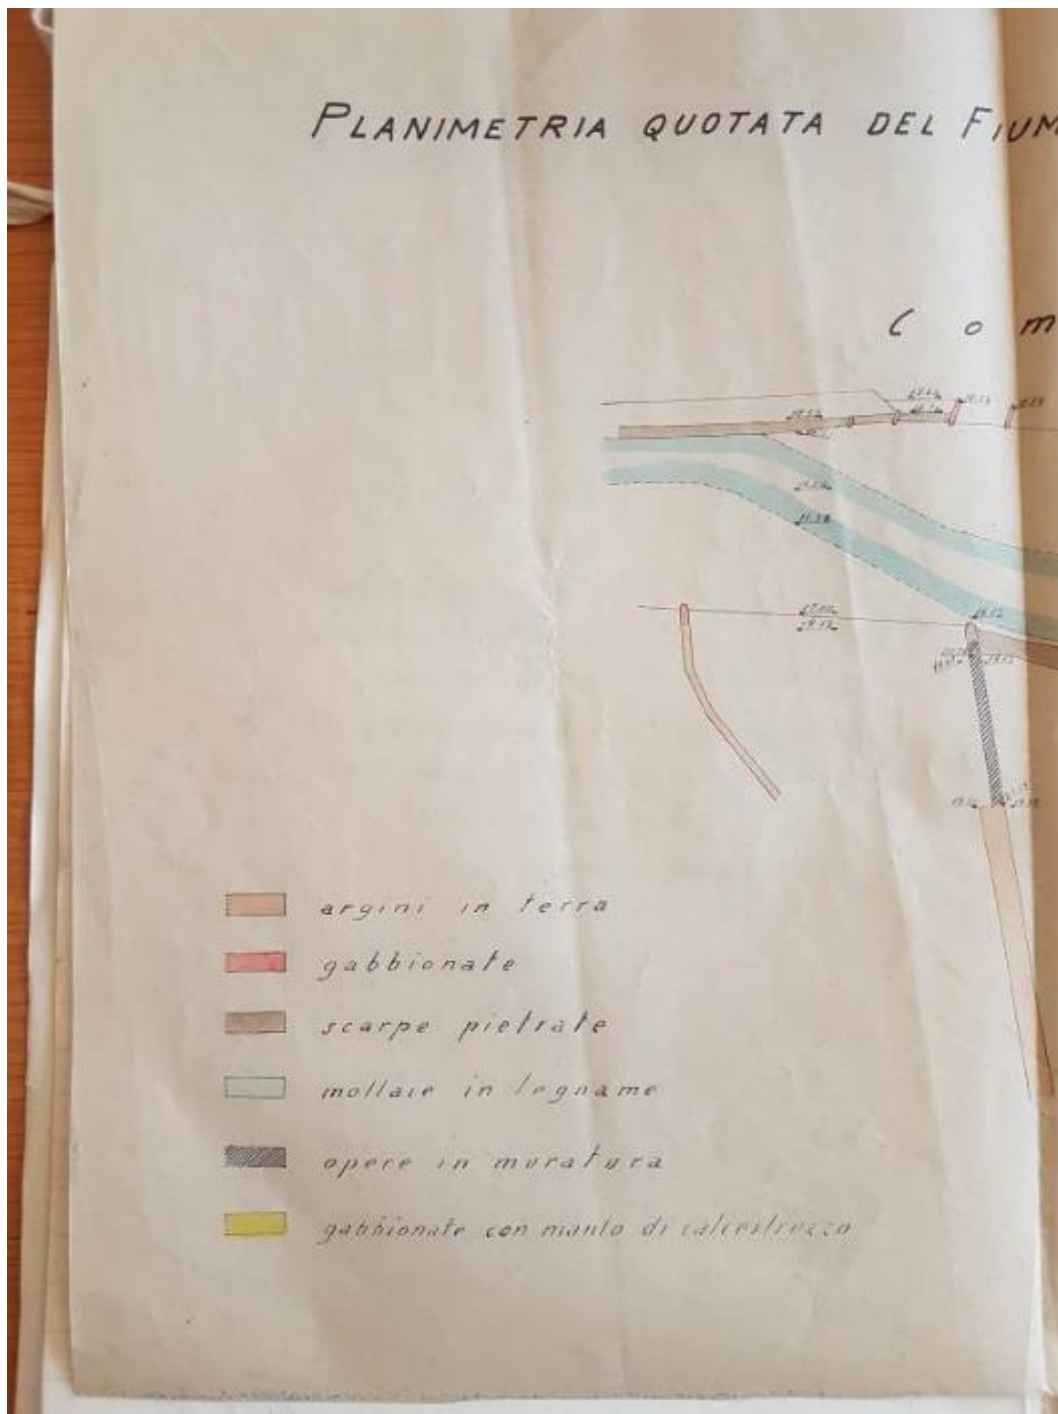 PLANIMETRIA QUOTATA DEL FIUM
Com
argini in terra
gabbionate
scarpe pietrate
mollaie in legname
opere in muratura
gabbionate con manto di calcestruzzo